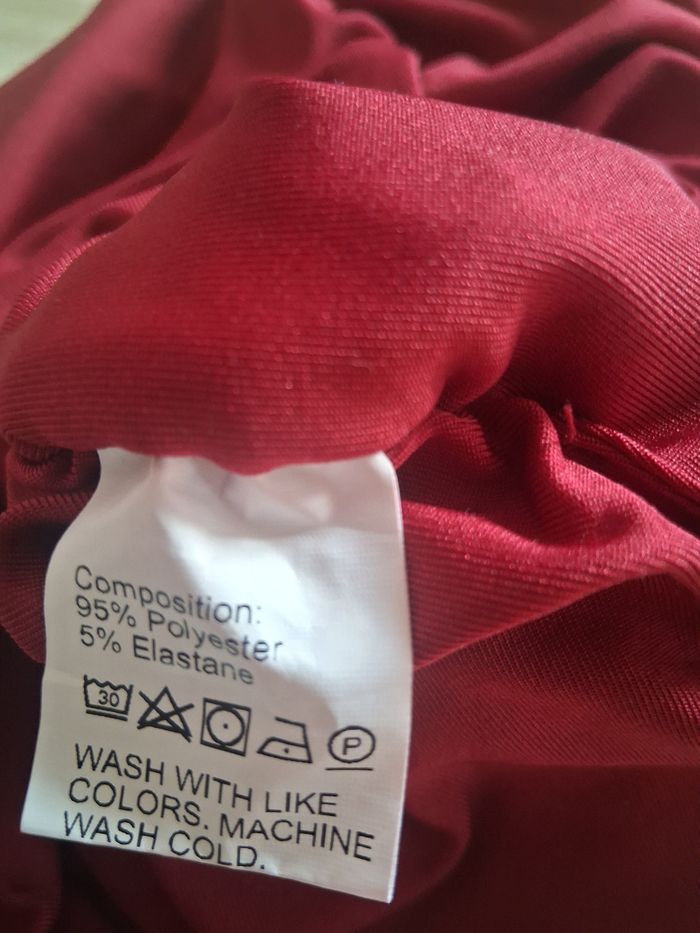 Composition:
95% Polyester
5% Elastane
30 P
WASH WITH LIKE
COLORS. MACHINE
WASH COLD.